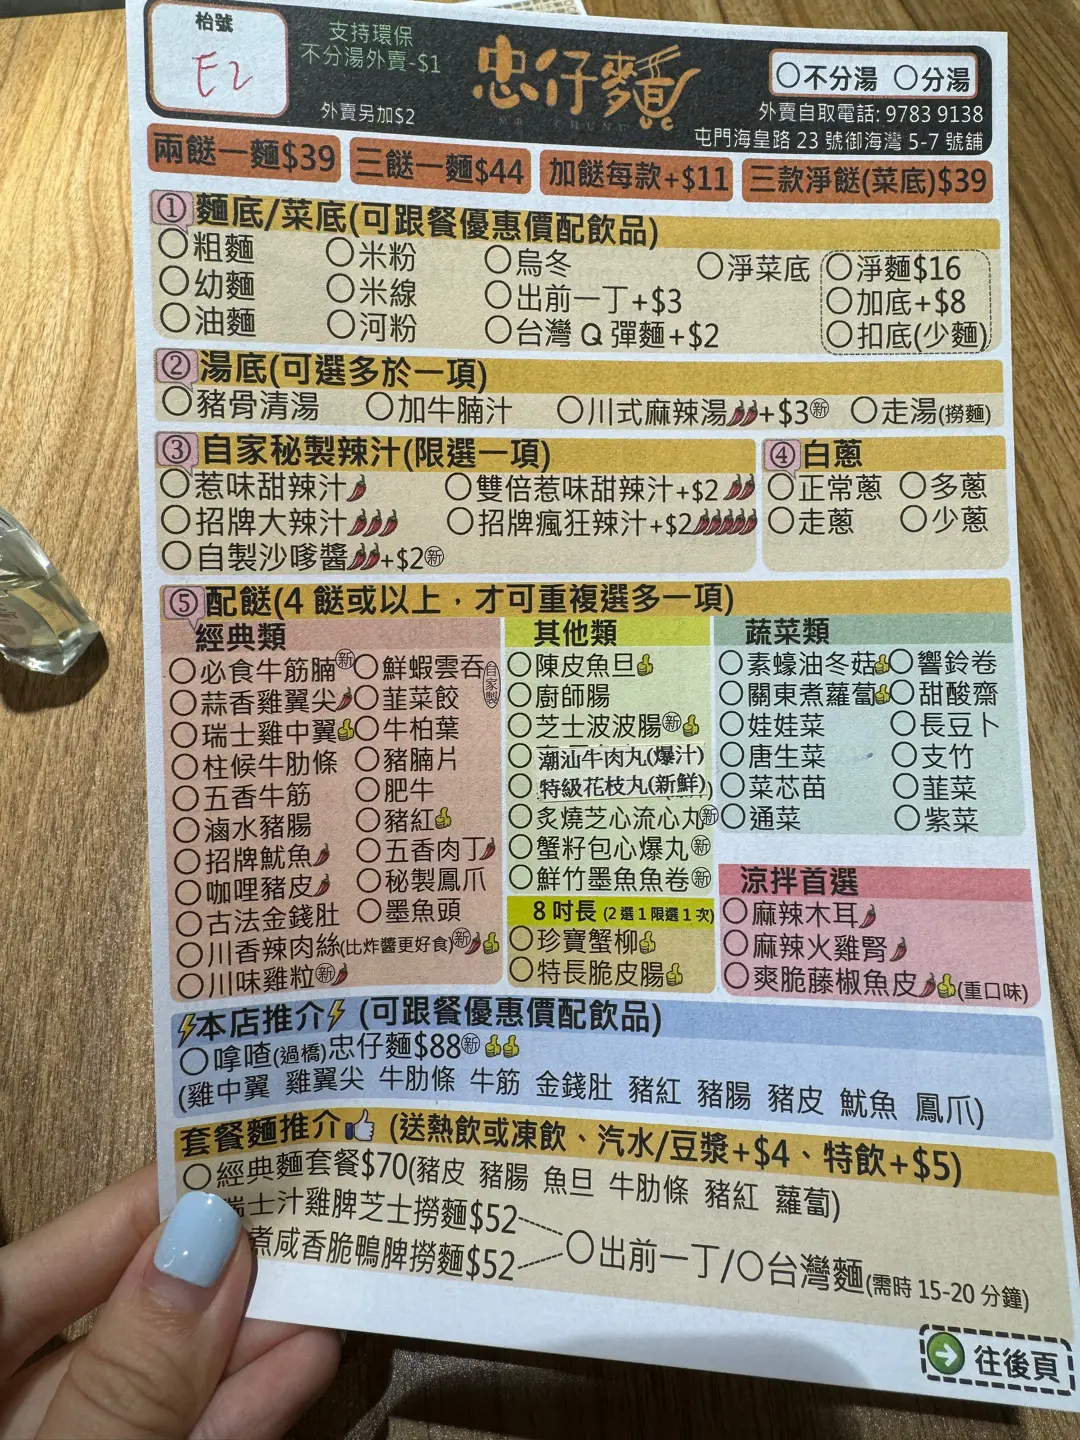 枱號
E2
支持環保
不分湯外賣-$1
外賣另加$2
忠仔麵
○不分湯 ○分湯
外賣自取電話: 9783 9138
屯門海皇路 23 號御海灣 5-7 號舖
兩餸一麵$39 三餸一麵$44 加餸每款+$11 三款淨餸(菜底)$39
① 麵底/菜底(可跟餐優惠價配飲品)
○粗麵 ○米粉 ○烏冬 ○淨菜底 ○淨麵$16
○幼麵 ○米線 ○出前一丁+$3 ○加底+$8
○油麵 ○河粉 ○台灣 Q 彈麵+$2 ○扣底(少麵)
② 湯底(可選多於一項)
○豬骨清湯 ○加牛腩汁 ○川式麻辣湯+$3新 ○走湯(撈麵)
③ 自家秘製辣汁(限選一項)
○惹味甜辣汁 ○雙倍惹味甜辣汁+$2
○招牌大辣汁 ○招牌瘋狂辣汁+$2
○自製沙嗲醬+$2新
④ 白蔥
○正常蔥 ○多蔥
○走蔥 ○少蔥
⑤ 配餸(4 餸或以上，才可重複選多一項)
經典類
○必食牛筋腩新 ○鮮蝦雲吞自家製
○蒜香雞翼尖 ○韮菜餃
○瑞士雞中翼 ○牛柏葉
○柱候牛肋條 ○豬腩片
○五香牛筋 ○肥牛
○滷水豬腸 ○豬紅
○招牌魷魚 ○五香肉丁
○咖喱豬皮 ○秘製鳳爪
○古法金錢肚 ○墨魚頭
○川香辣肉絲(比炸醬更好食)新
○川味雞粒新
其他類
○陳皮魚旦
○廚師腸
○芝士波波腸新
○潮汕牛肉丸(爆汁)
○特級花枝丸(新鮮)
○炙燒芝心流心丸新
○蟹籽包心爆丸新
○鮮竹墨魚魚卷新
8 吋長 (2 選 1 限選 1 次)
○珍寶蟹柳
○特長脆皮腸
蔬菜類
○素蠔油冬菇 ○響鈴卷
○關東煮蘿蔔 ○甜酸齋
○娃娃菜 ○長豆卜
○唐生菜 ○支竹
○菜芯苗 ○韮菜
○通菜 ○紫菜
涼拌首選
○麻辣木耳
○麻辣火雞腎
○爽脆藤椒魚皮(重口味)
⚡本店推介⚡ (可跟餐優惠價配飲品)
○嗱喳(過橋)忠仔麵$88新
(雞中翼 雞翼尖 牛肋條 牛筋 金錢肚 豬紅 豬腸 豬皮 魷魚 鳳爪)
套餐麵推介 (送熱飲或凍飲、汽水/豆漿+$4、特飲+$5)
○經典麵套餐$70(豬皮 豬腸 魚旦 牛肋條 豬紅 蘿蔔)
瑞士汁雞脾芝士撈麵$52
煮咸香脆鴨脾撈麵$52
○出前一丁/○台灣麵(需時 15-20 分鐘)
往後頁